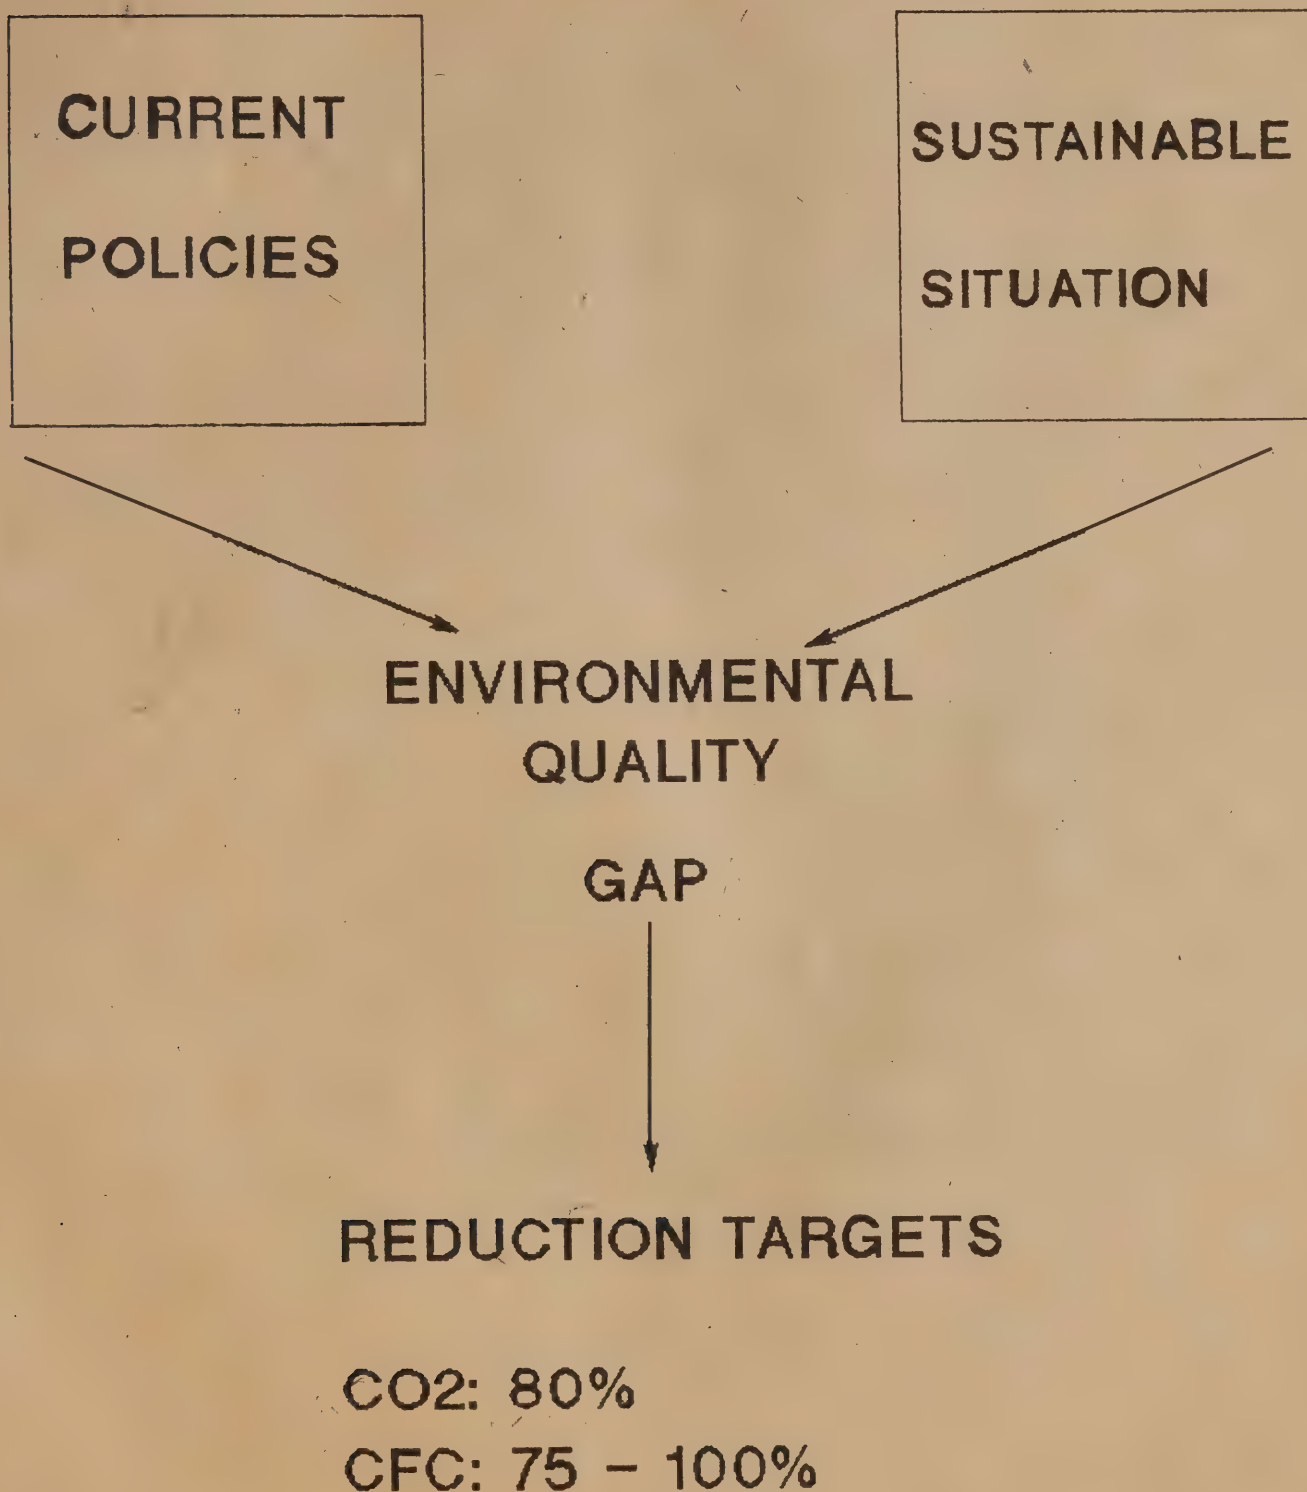 CURRENT
POLICIES
SUSTAINABLE
SITUATION
ENVIRONMENTAL
QUALITY
GAP
REDUCTION TARGETS
CO2: 80%
CFC: 75 – 100%